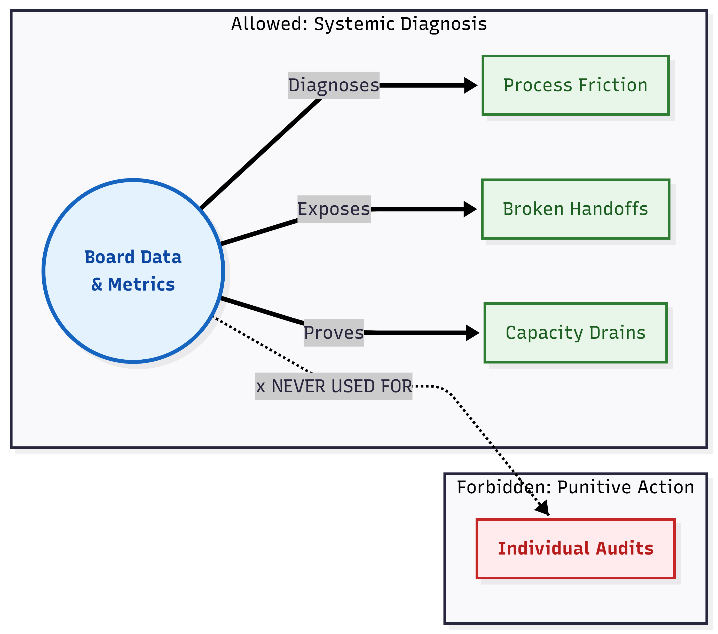 Allowed: Systemic Diagnosis
Diagnoses
Process Friction
Exposes
Broken Handoffs
Board Data
& Metrics
Proves
Capacity Drains
x NEVER USED FOR
Forbidden: Punitive Action
Individual Audits